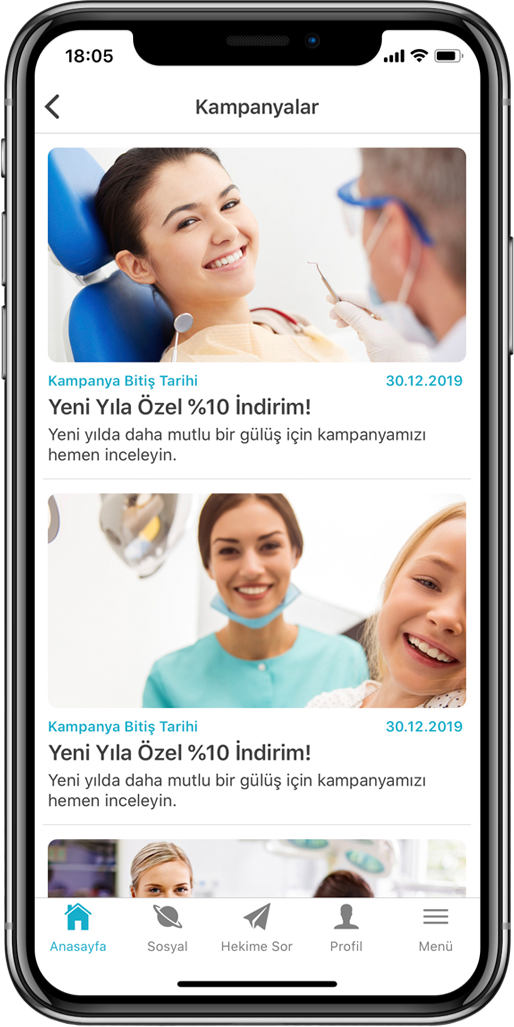 18:05
Kampanyalar
Kampanya Bitiş Tarihi 30.12.2019
Yeni Yıla Özel %10 İndirim!
Yeni yılda daha mutlu bir gülüş için kampanyamızı
hemen inceleyin.
Kampanya Bitiş Tarihi 30.12.2019
Yeni Yıla Özel %10 İndirim!
Yeni yılda daha mutlu bir gülüş için kampanyamızı
hemen inceleyin.
Anasayfa Sosyal Hekime Sor Profil Menü